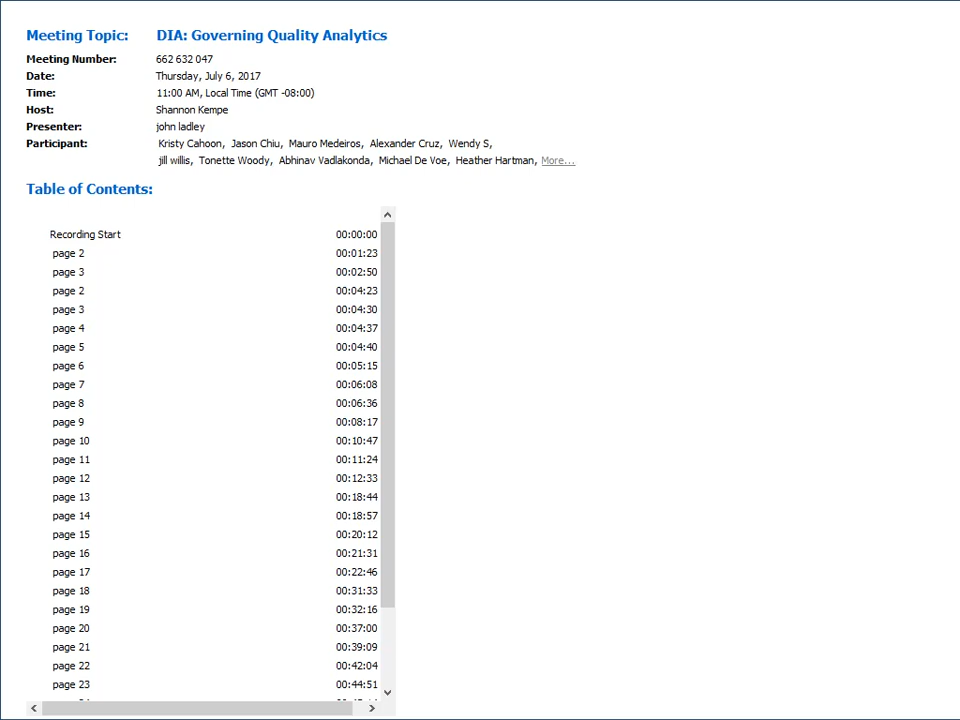 Meeting Topic: DIA: Governing Quality Analytics
Meeting Number: 662 632 047
Date: Thursday, July 6, 2017
Time: 11:00 AM, Local Time (GMT -08:00)
Host: Shannon Kempe
Presenter: john ladley
Participant: Kristy Cahoon, Jason Chiu, Mauro Medeiros, Alexander Cruz, Wendy S,
jill willis, Tonette Woody, Abhinav Vadlakonda, Michael De Voe, Heather Hartman, More...
Table of Contents:
Recording Start 00:00:00
page 2 00:01:23
page 3 00:02:50
page 2 00:04:23
page 3 00:04:30
page 4 00:04:37
page 5 00:04:40
page 6 00:05:15
page 7 00:06:08
page 8 00:06:36
page 9 00:08:17
page 10 00:10:47
page 11 00:11:24
page 12 00:12:33
page 13 00:18:44
page 14 00:18:57
page 15 00:20:12
page 16 00:21:31
page 17 00:22:46
page 18 00:31:33
page 19 00:32:16
page 20 00:37:00
page 21 00:39:09
page 22 00:42:04
page 23 00:44:51